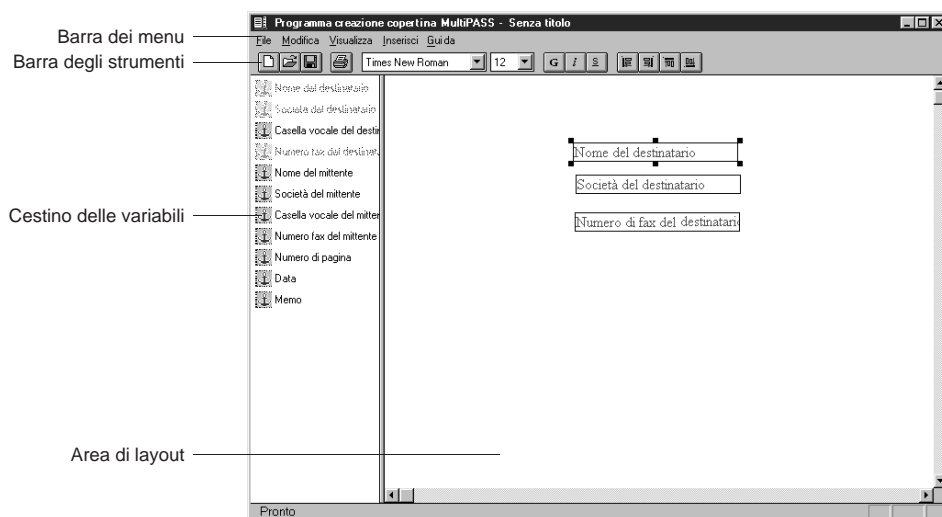 Programma creazione copertina MultiPASS - Senza titolo
Barra dei menu
File Modifica Visualizza Inserisci Guida
Barra degli strumenti
Times New Roman 12 G I S
Nome del destinatario
Società del destinatario
Casella vocale del destin
Numero fax del destinat
Nome del mittente
Società del mittente
Cestino delle variabili
Casella vocale del mitten
Numero fax del mittente
Numero di pagina
Data
Memo
Nome del destinatario
Società del destinatario
Numero di fax del destinatario
Area di layout
Pronto